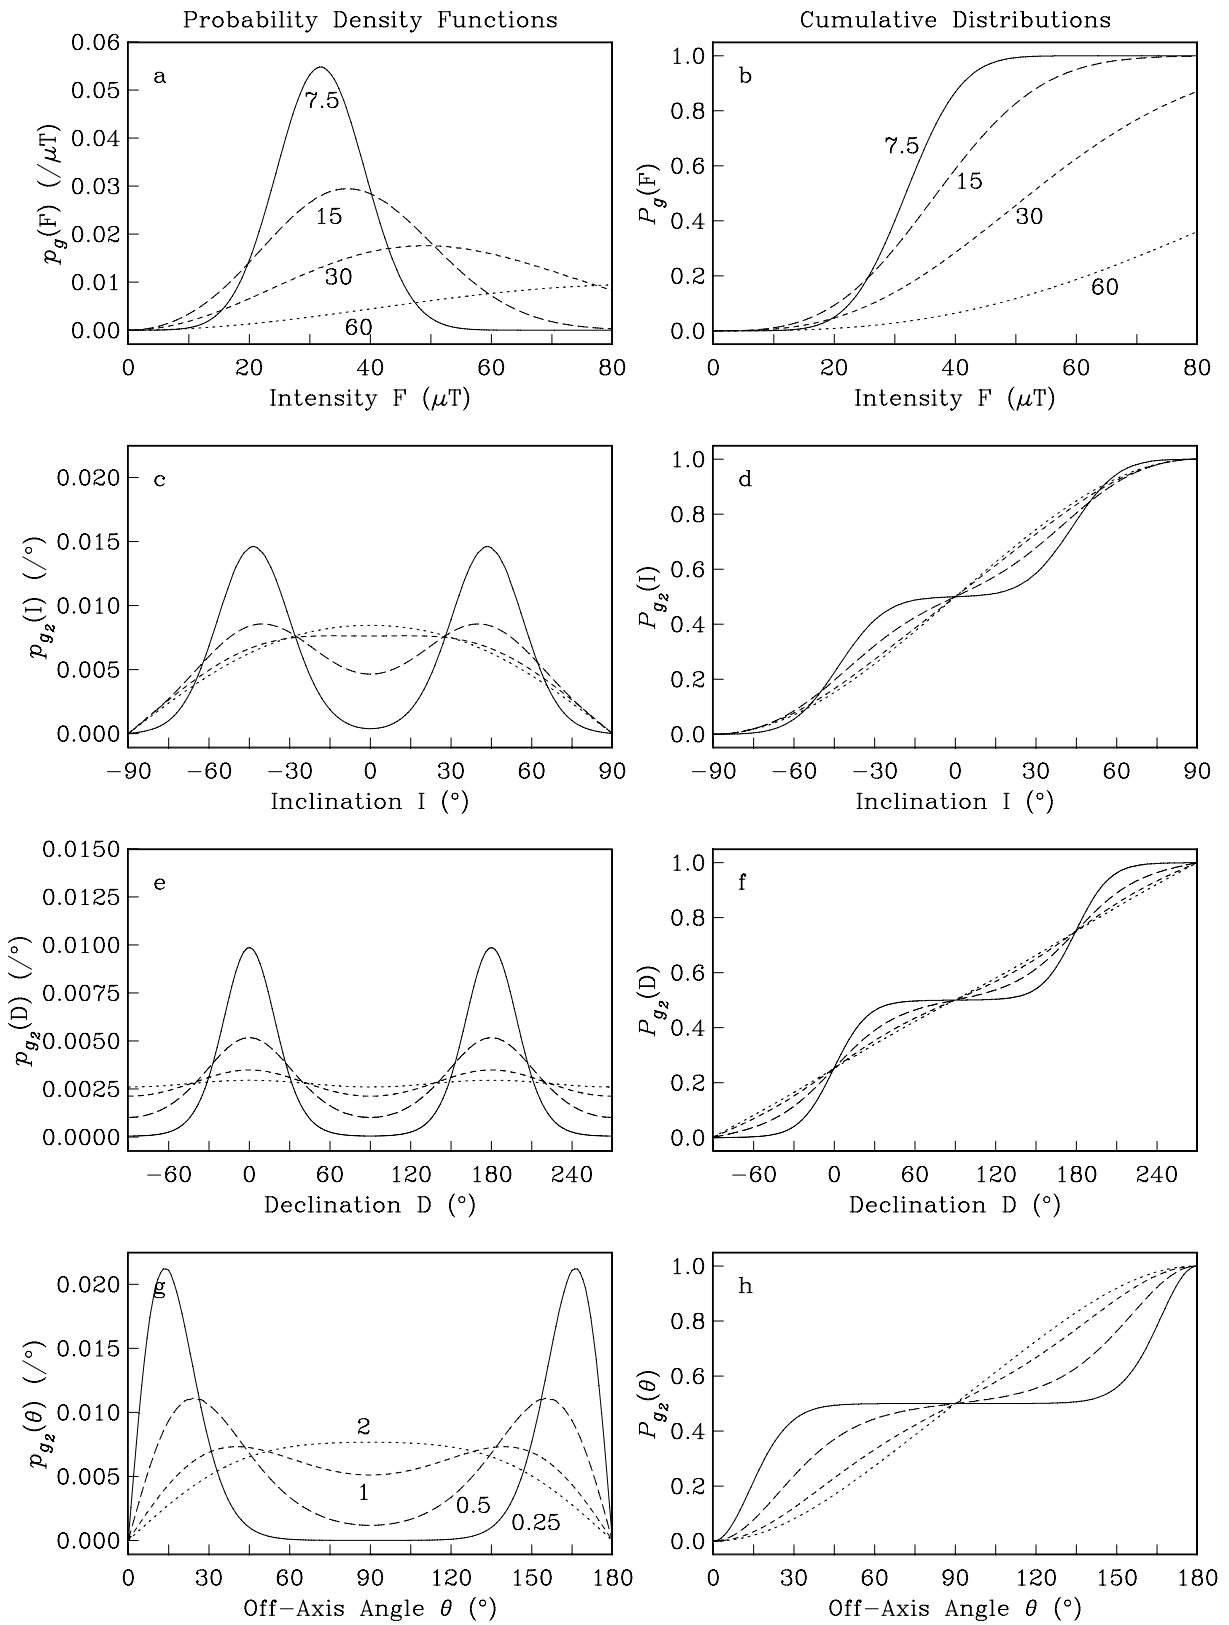 Probability Density Functions
Cumulative Distributions
a
7.5
15
30
60
0.06
0.05
0.04
0.03
0.02
0.01
0.00
p_g(F) (/μT)
0 20 40 60 80
Intensity F (μT)
b
7.5
15
30
60
1.0
0.8
0.6
0.4
0.2
0.0
P_g(F)
0 20 40 60 80
Intensity F (μT)
c
0.020
0.015
0.010
0.005
0.000
p_g₂(I) (/°)
−90 −60 −30 0 30 60 90
Inclination I (°)
d
1.0
0.8
0.6
0.4
0.2
0.0
P_g₂(I)
−90 −60 −30 0 30 60 90
Inclination I (°)
e
0.0150
0.0125
0.0100
0.0075
0.0050
0.0025
0.0000
p_g₂(D) (/°)
−60 0 60 120 180 240
Declination D (°)
f
1.0
0.8
0.6
0.4
0.2
0.0
P_g₂(D)
−60 0 60 120 180 240
Declination D (°)
g
2
1
0.5
0.25
0.020
0.015
0.010
0.005
0.000
p_g₂(θ) (/°)
0 30 60 90 120 150 180
Off−Axis Angle θ (°)
h
1.0
0.8
0.6
0.4
0.2
0.0
P_g₂(θ)
0 30 60 90 120 150 180
Off−Axis Angle θ (°)